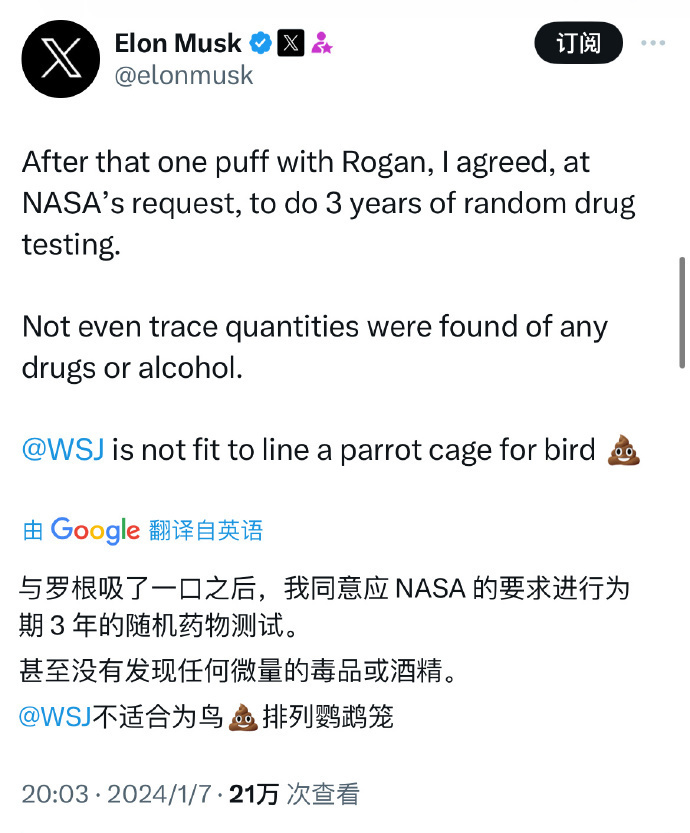 Elon Musk
订阅
@elonmusk
After that one puff with Rogan, I agreed, at
NASA’s request, to do 3 years of random drug
testing.
Not even trace quantities were found of any
drugs or alcohol.
@WSJ is not fit to line a parrot cage for bird 💩
由 Google 翻译自英语
与罗根吸了一口之后，我同意应 NASA 的要求进行为
期 3 年的随机药物测试。
甚至没有发现任何微量的毒品或酒精。
@WSJ不适合为鸟💩排列鹦鹉笼
20:03 · 2024/1/7 · 21万 次查看